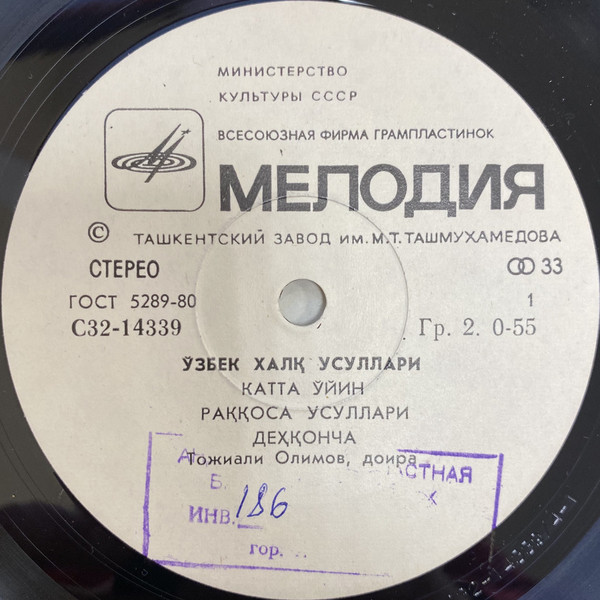 МИНИСТЕРСТВО
КУЛЬТУРЫ СССР
ВСЕСОЮЗНАЯ ФИРМА ГРАМПЛАСТИНОК
МЕЛОДИЯ
© ТАШКЕНТСКИЙ ЗАВОД ИМ. М.Т. ТАШМУХАМЕДОВА
СТЕРЕО 33
ГОСТ 5289-80 1
С32-14339 Гр. 2. 0-55
ЎЗБЕК ХАЛҚ УСУЛЛАРИ
КАТТА ЎЙИН
РАҚҚОСА УСУЛЛАРИ
ДЕҲҚОНЧА
Тожиали Олимов, доира
ИНВ. 186
гор.